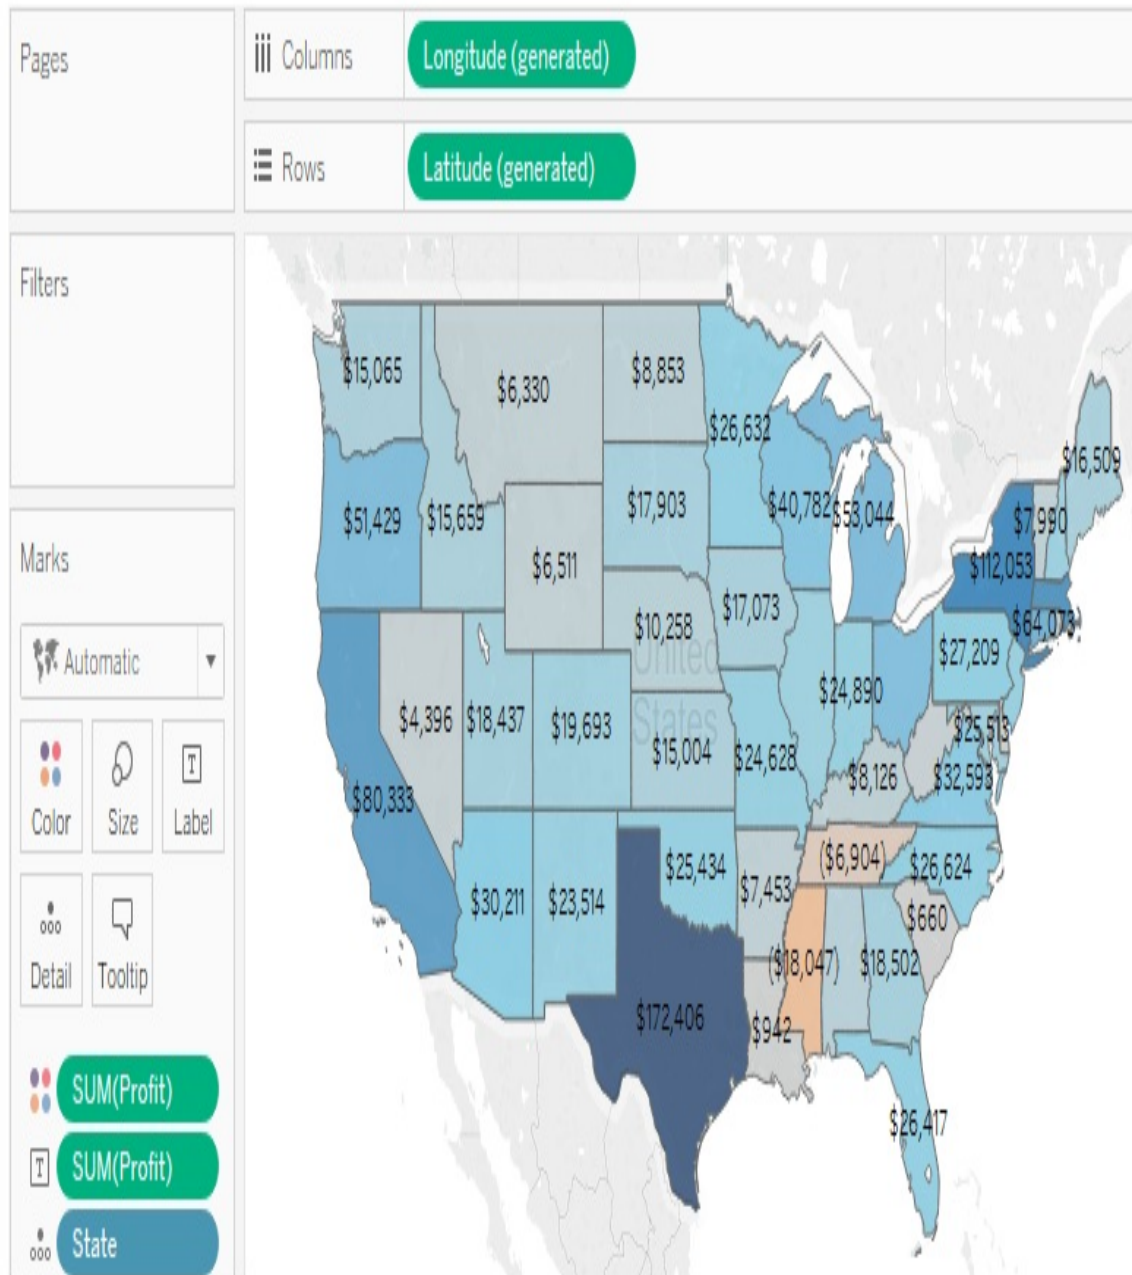 Pages
Columns
Longitude (generated)
Rows
Latitude (generated)
Filters
Marks
Automatic
Color
Size
T
Label
Detail
Tooltip
SUM(Profit)
T
SUM(Profit)
State
United
States
$15,065
$6,330
$8,853
$26,632
$16,509
$51,429
$15,659
$17,903
$40,782
$53,044
$7,990
$6,511
$112,053
$17,073
$10,258
$64,073
$27,209
$24,890
$4,396
$18,437
$19,693
$25,513
$15,004
$24,628
$8,126
$32,593
$80,333
($6,904)
$26,624
$25,434
$7,453
$30,211
$23,514
$660
($18,047)
$18,502
$172,406
$942
$26,417